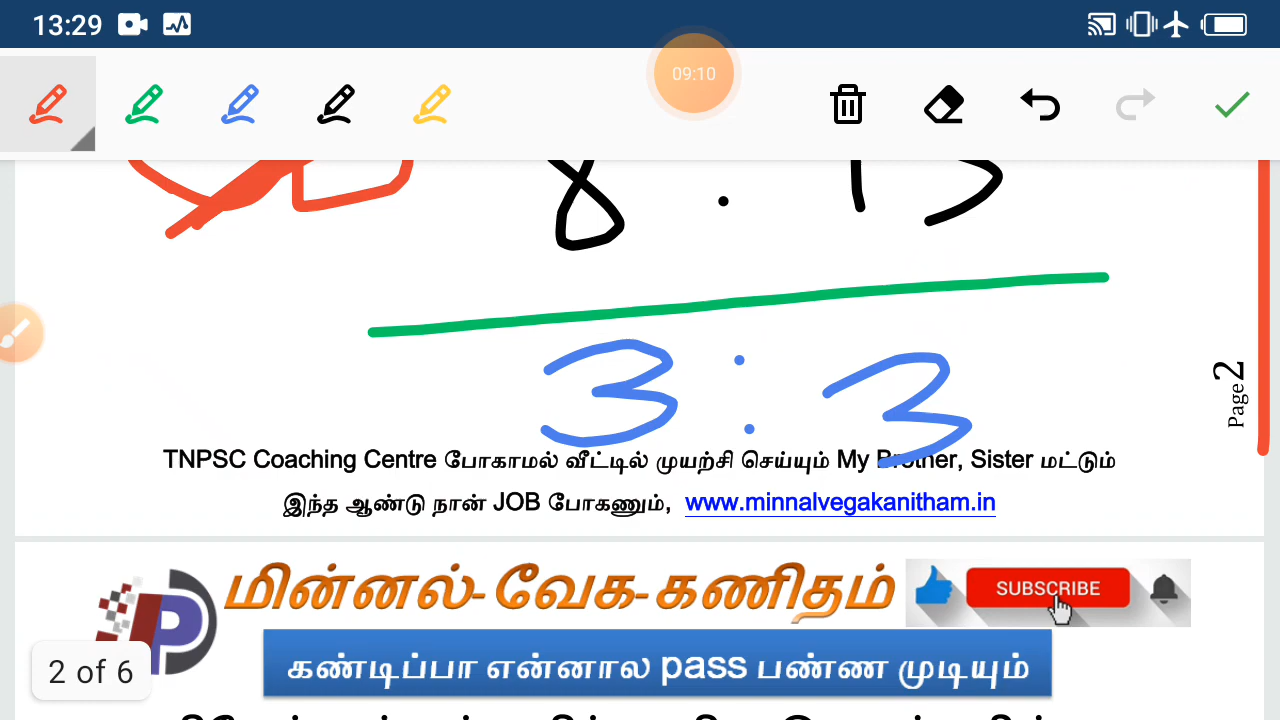 13:29
09:10
8 : 15
3 : 3
Page 2
TNPSC Coaching Centre போகாமல் வீட்டில் முயற்சி செய்யும் My Brother, Sister மட்டும்
இந்த ஆண்டு நான் JOB போகணும், www.minnalvegakanitham.in
மின்னல்-வேக-கணிதம்
SUBSCRIBE
கண்டிப்பா என்னால pass பண்ண முடியும்
2 of 6